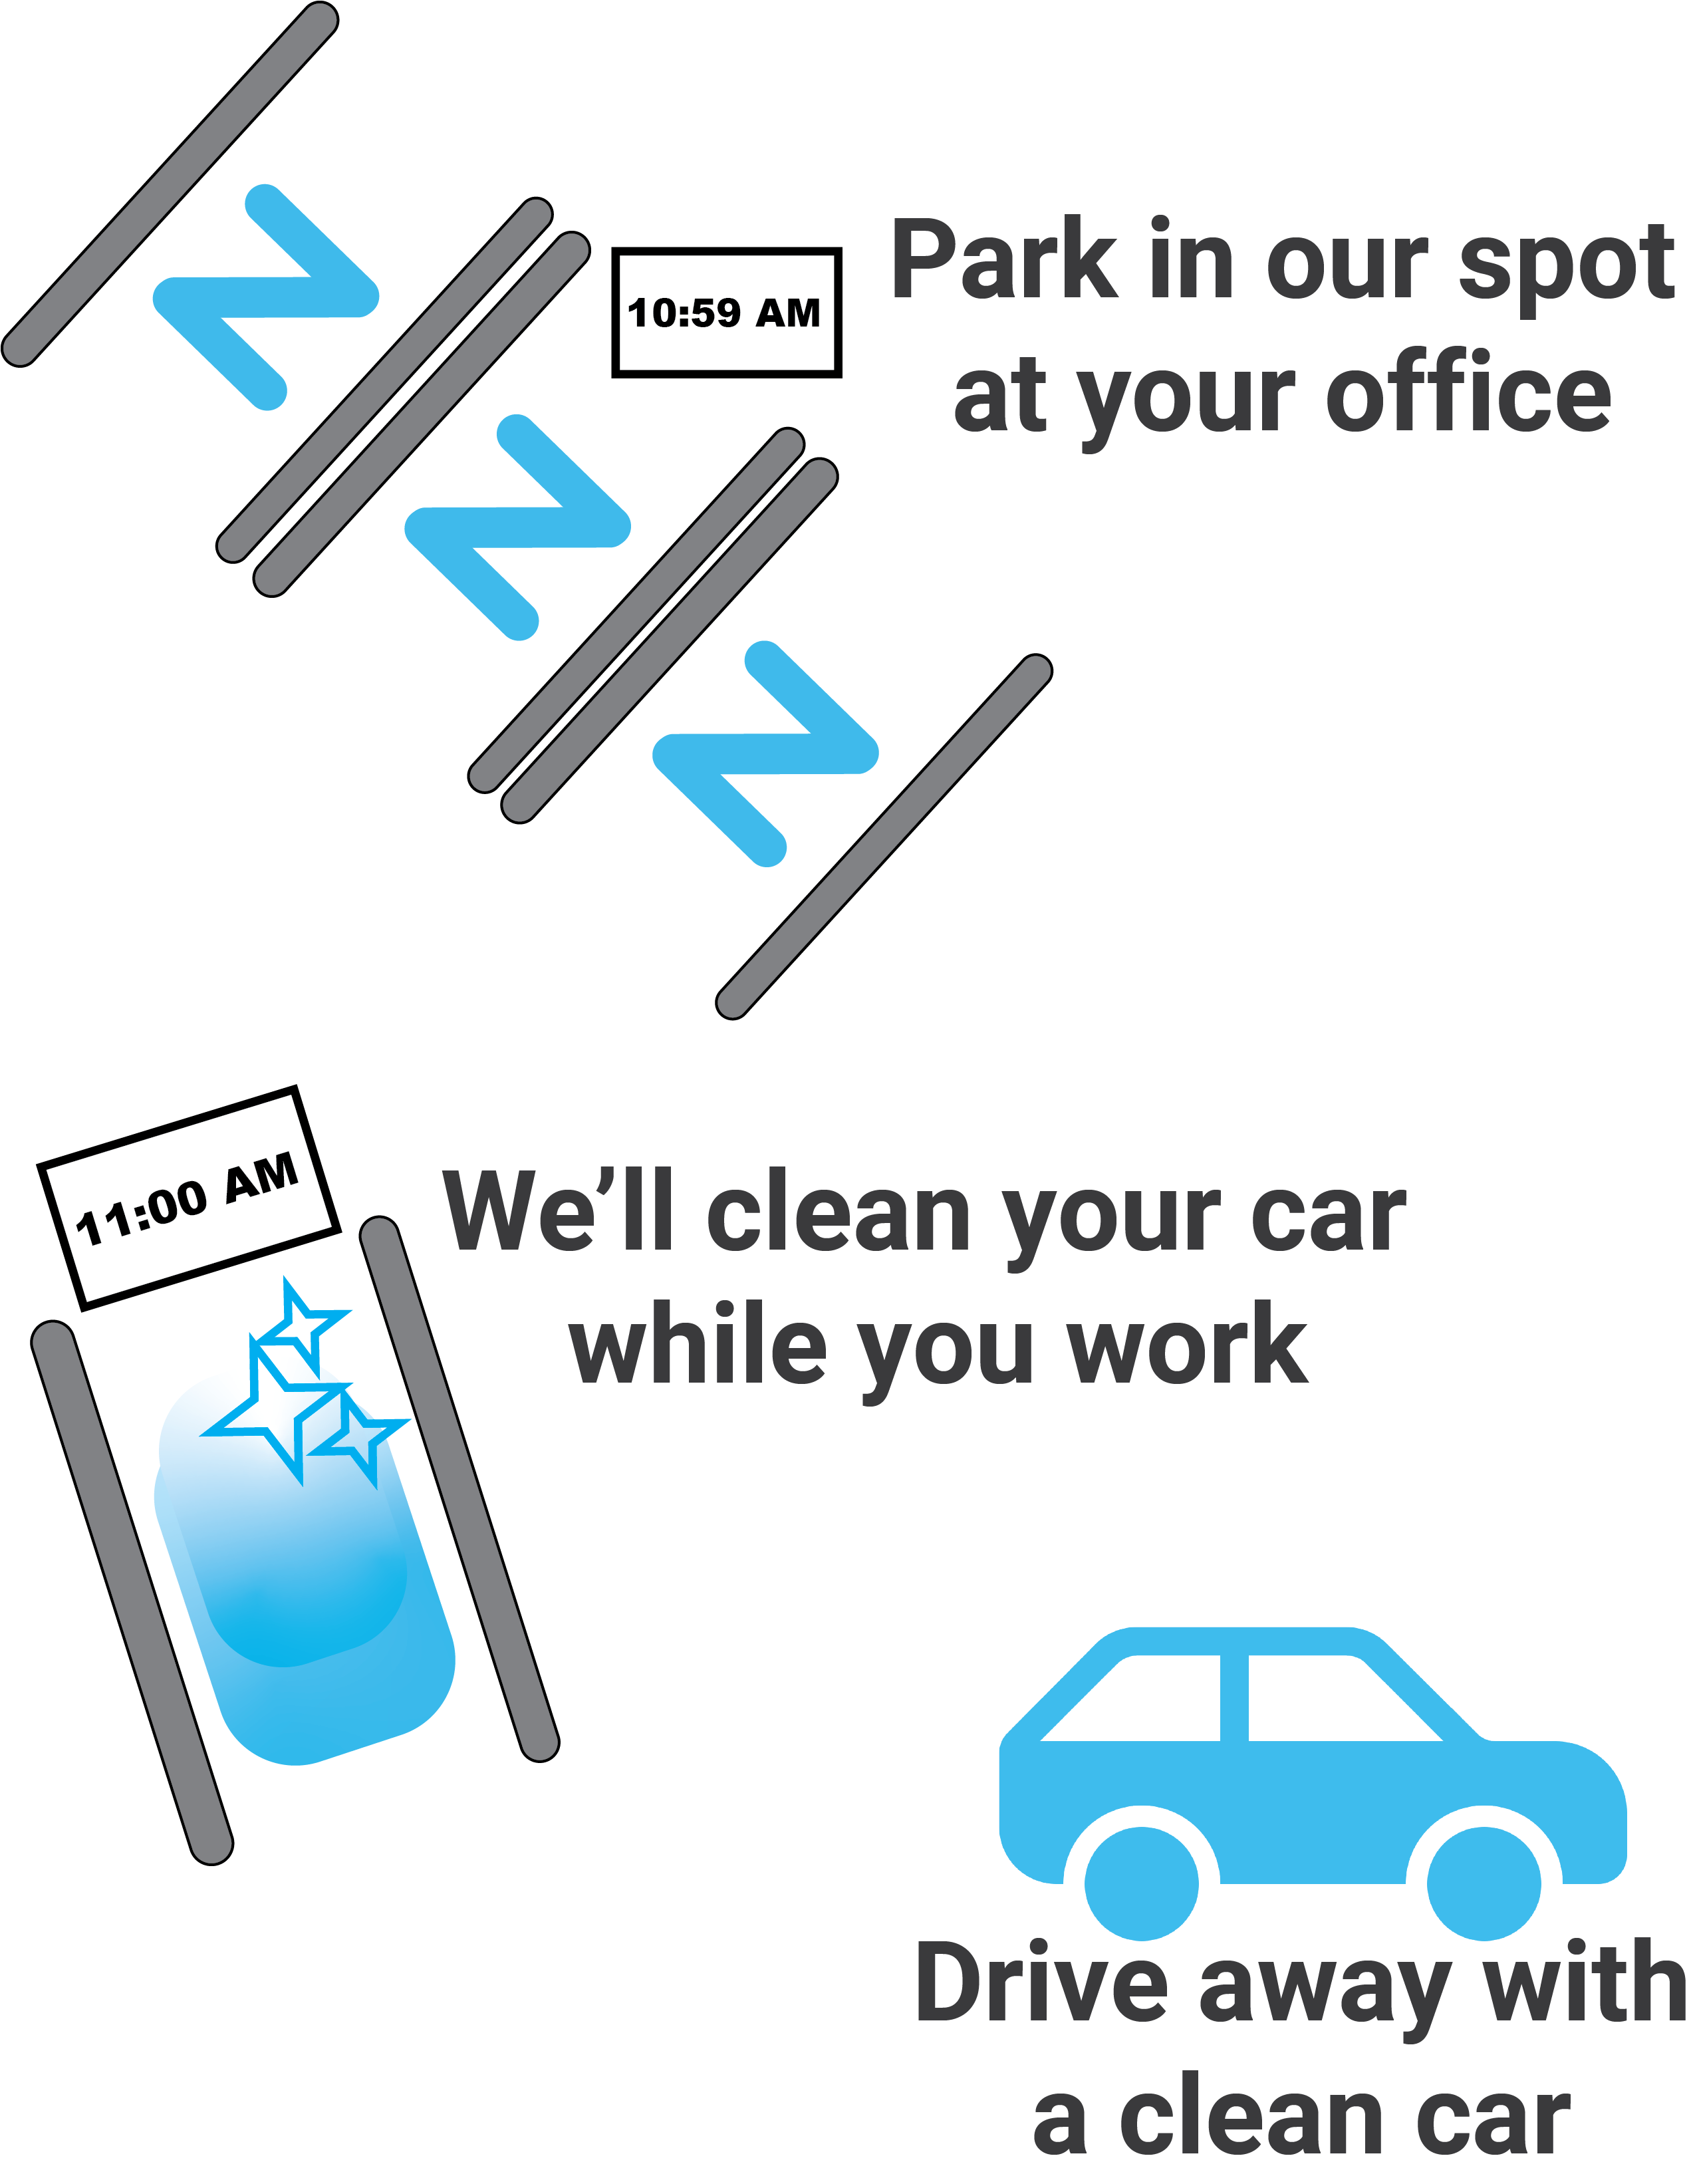 10:59 AM
Park in our spot
at your office
11:00 AM
We'll clean your car
while you work
Drive away with
a clean car